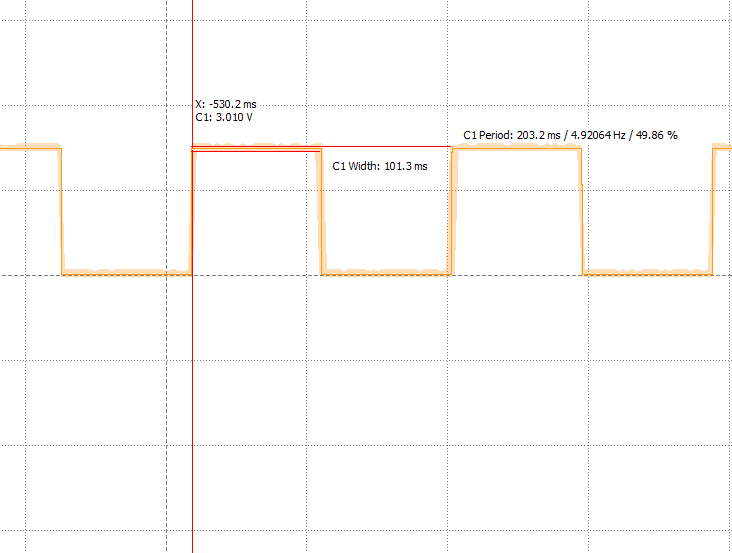 X: -530.2 ms
C1: 3.010 V
C1 Period: 203.2 ms / 4.92064 Hz / 49.86 %
C1 Width: 101.3 ms